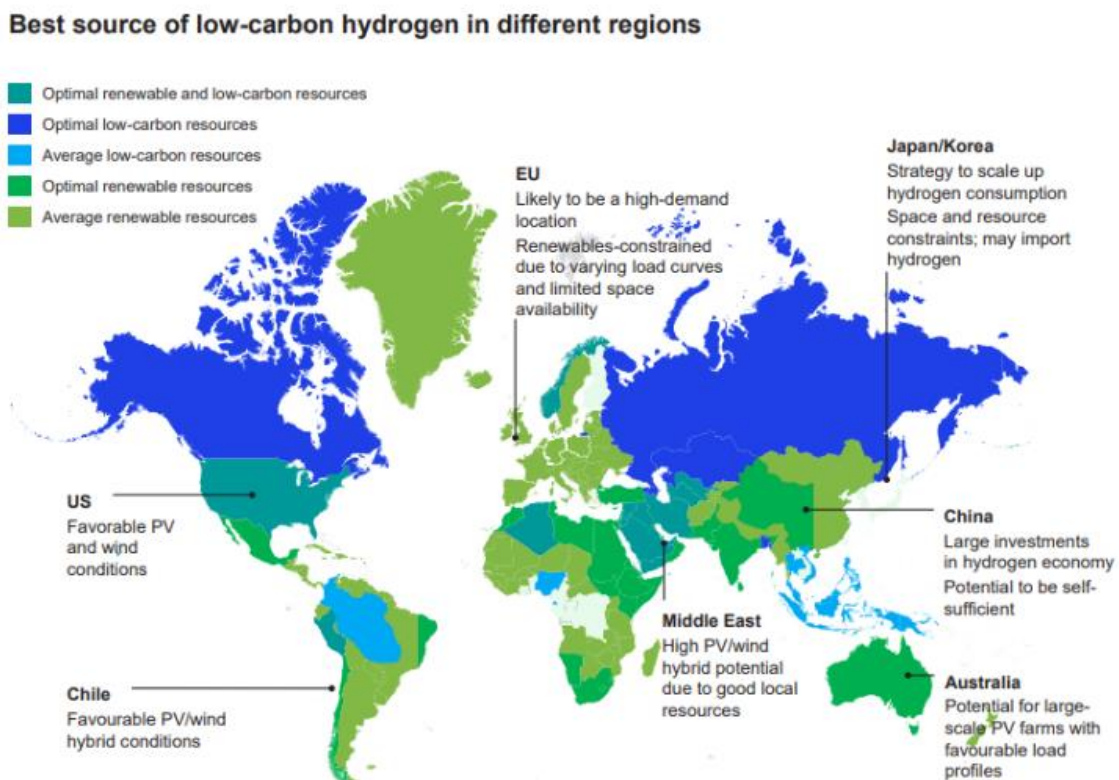 Best source of low-carbon hydrogen in different regions
Optimal renewable and low-carbon resources
Optimal low-carbon resources
Average low-carbon resources
Optimal renewable resources
Average renewable resources
EU
Likely to be a high-demand
location
Renewables-constrained
due to varying load curves
and limited space
availability
Japan/Korea
Strategy to scale up
hydrogen consumption
Space and resource
constraints; may import
hydrogen
US
Favorable PV
and wind
conditions
China
Large investments
in hydrogen economy
Potential to be self-
sufficient
Middle East
High PV/wind
hybrid potential
due to good local
resources
Chile
Favourable PV/wind
hybrid conditions
Australia
Potential for large-
scale PV farms with
favourable load
profiles